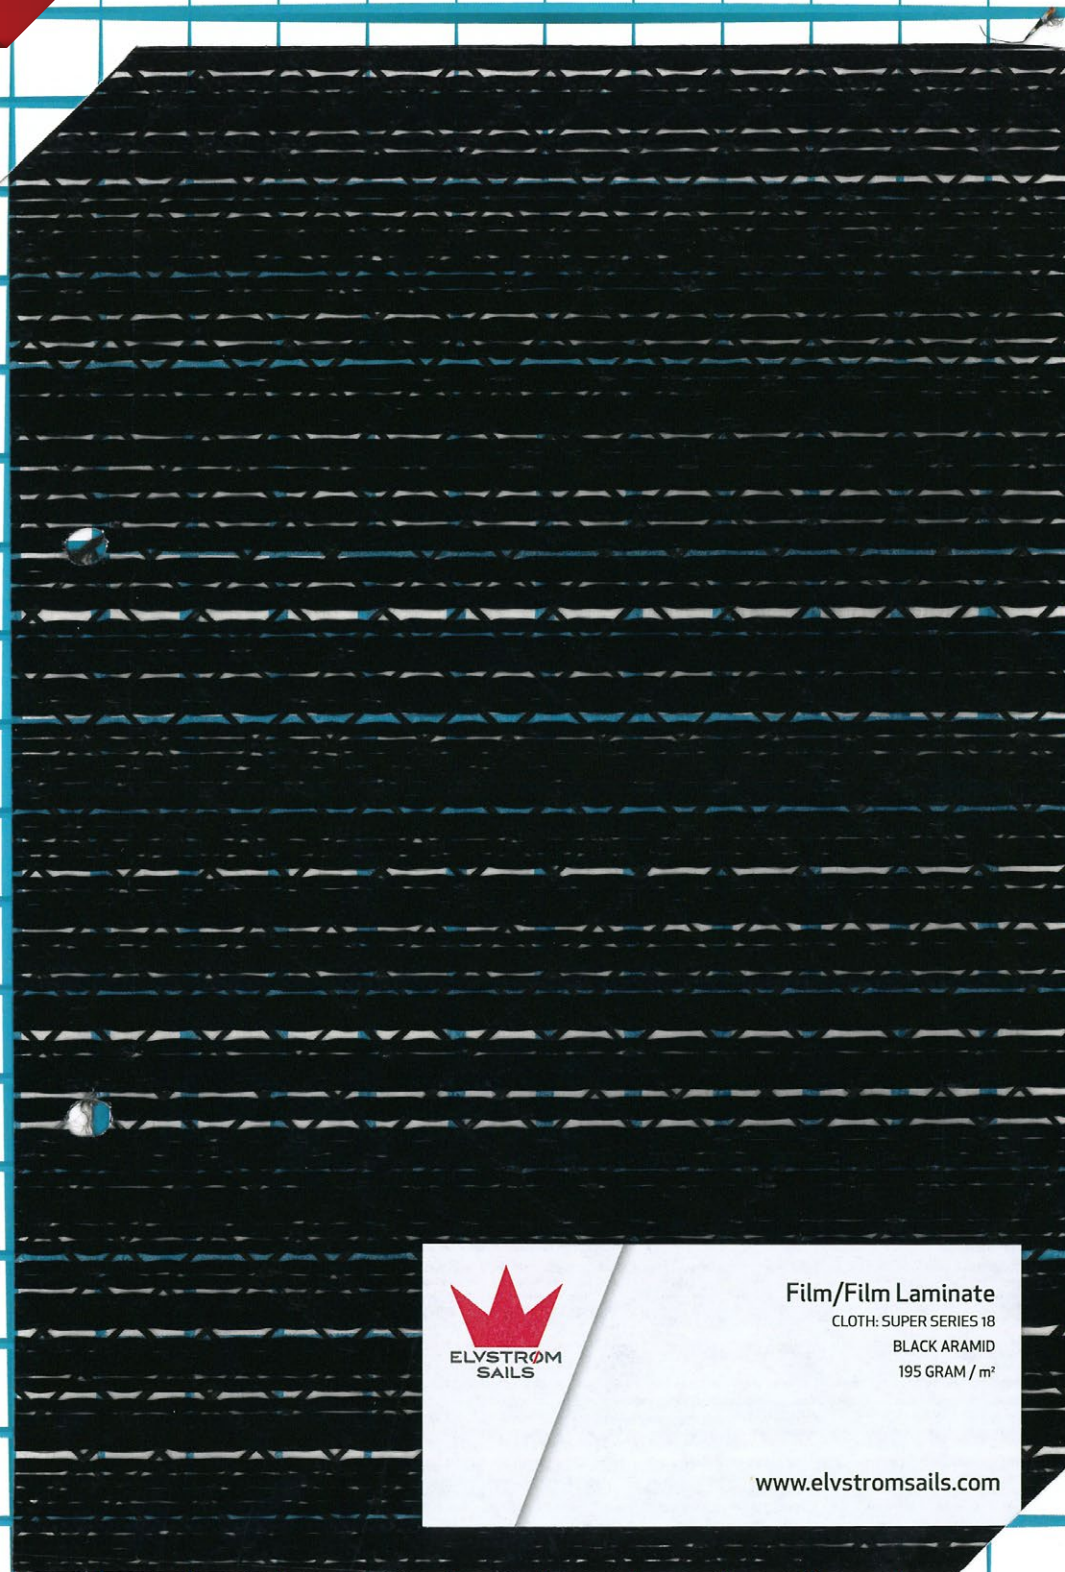 ELVSTRØM
SAILS
Film/Film Laminate
CLOTH: SUPER SERIES 18
BLACK ARAMID
195 GRAM / m²
www.elvstromsails.com